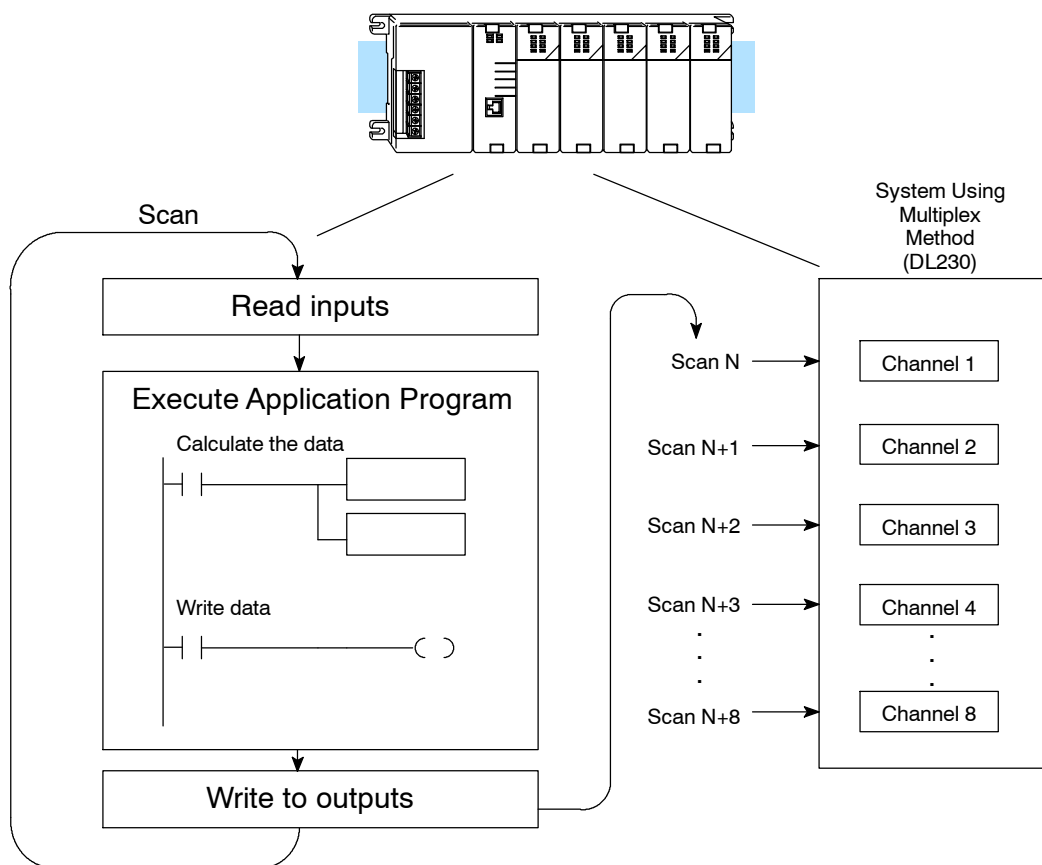 Scan
System Using
Multiplex
Method
(DL230)
Read inputs
Execute Application Program
Calculate the data
Write data
Write to outputs
Scan N
Channel 1
Scan N+1
Channel 2
Scan N+2
Channel 3
Scan N+3
Channel 4
Scan N+8
Channel 8